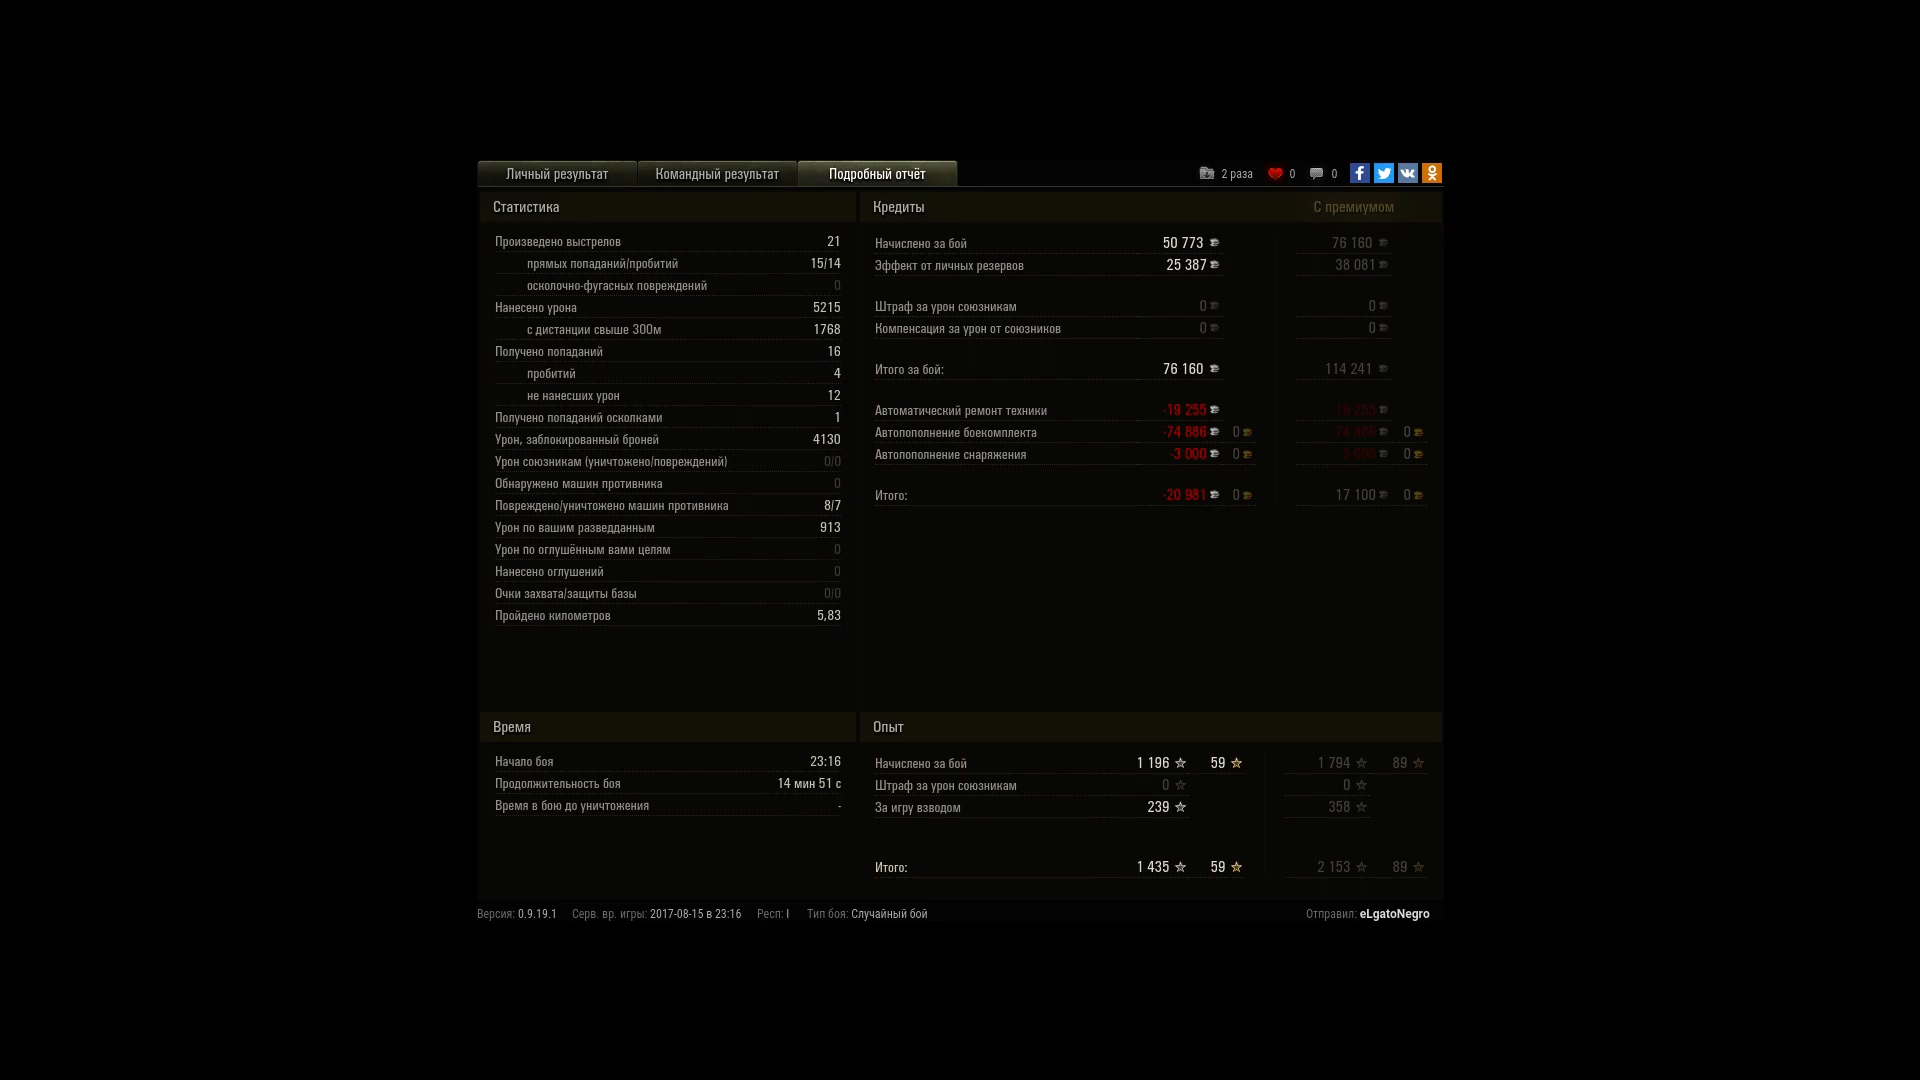 Личный результат Командный результат Подробный отчёт 2 раза 0 0
Статистика
Произведено выстрелов 21
прямых попаданий/пробитий 15/14
осколочно-фугасных повреждений 0
Нанесено урона 5215
с дистанции свыше 300м 1768
Получено попаданий 16
пробитий 4
не нанесших урон 12
Получено попаданий осколками 1
Урон, заблокированный броней 4130
Урон союзникам (уничтожено/повреждений) 0/0
Обнаружено машин противника 0
Повреждено/уничтожено машин противника 8/7
Урон по вашим разведданным 913
Урон по оглушённым вами целям 0
Нанесено оглушений 0
Очки захвата/защиты базы 0/0
Пройдено километров 5,83
Кредиты С премиумом
Начислено за бой 50 773 76 160
Эффект от личных резервов 25 387 38 081
Штраф за урон союзникам 0 0
Компенсация за урон от союзников 0 0
Итого за бой: 76 160 114 241
Автоматический ремонт техники -19 255 -19 255
Автопополнение боекомплекта -74 886 0 -74 886 0
Автопополнение снаряжения -3 000 0 -3 000 0
Итого: -20 981 0 17 100 0
Время
Начало боя 23:16
Продолжительность боя 14 мин 51 с
Время в бою до уничтожения -
Опыт
Начислено за бой 1 196 59 1 794 89
Штраф за урон союзникам 0 0
За игру взводом 239 358
Итого: 1 435 59 2 153 89
Версия: 0.9.19.1 Серв. вр. игры: 2017-08-15 в 23:16 Респ: I Тип боя: Случайный бой Отправил: eLgatoNegro